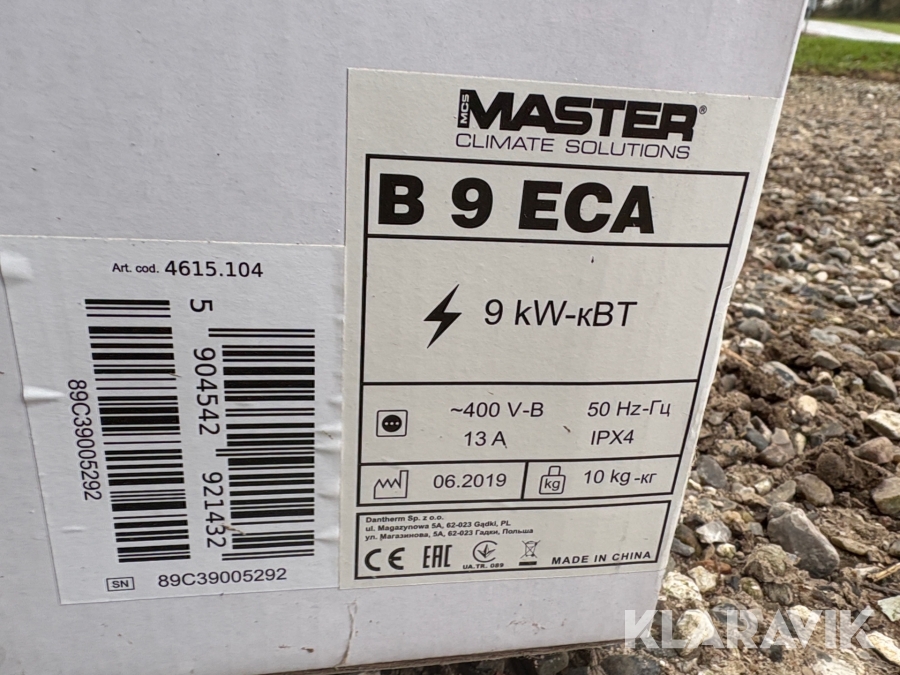 MCS MASTER®
CLIMATE SOLUTIONS
B 9 ECA
9 kW-кВТ
~400 V-В 50 Hz-Гц
13 A IPX4
06.2019 kg 10 kg-кг
Dantherm Sp. z o.o.
ul. Magazynowa 5A, 62-023 Gądki, PL
ул. Магазинова, 5А, 62-023 Гадки, Польша
CE EAC UA.TR. 089 MADE IN CHINA
Art. cod. 4615.104
5 904542 921432
89C39005292
SN 89C39005292
KLARAVIK